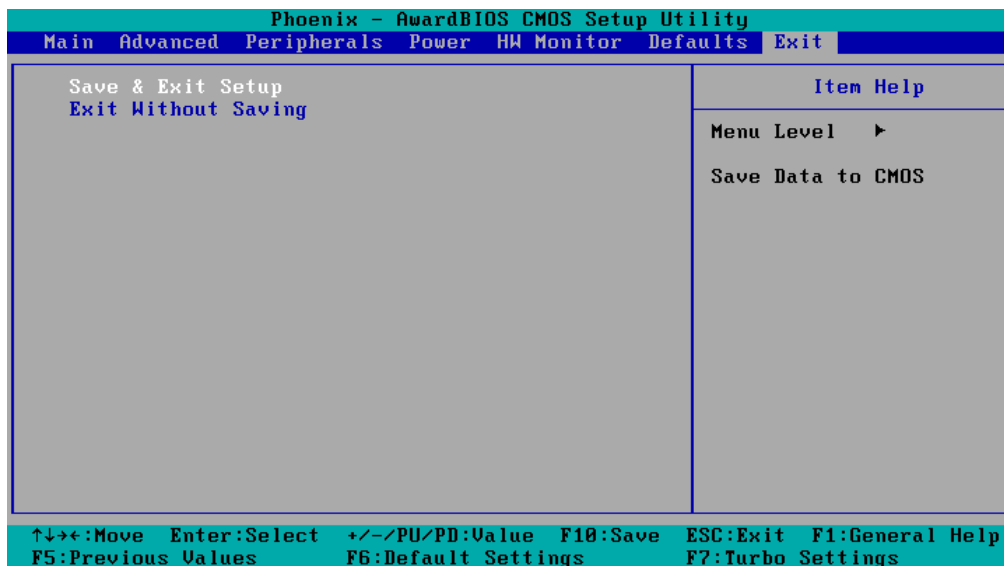 Phoenix - AwardBIOS CMOS Setup Utility
Main Advanced Peripherals Power HW Monitor Defaults Exit
Save & Exit Setup
Exit Without Saving
Item Help
Menu Level ▶
Save Data to CMOS
↑↓→←:Move Enter:Select +/-/PU/PD:Value F10:Save ESC:Exit F1:General Help
F5:Previous Values F6:Default Settings F7:Turbo Settings